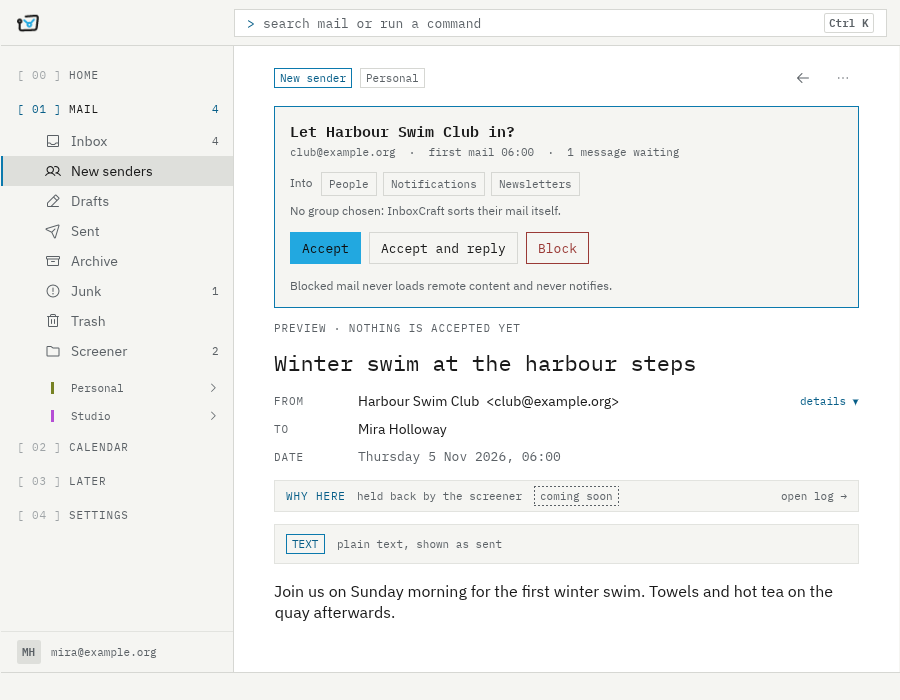 > search mail or run a command Ctrl K
[ 00 ] HOME
[ 01 ] MAIL 4
Inbox 4
New senders
Drafts
Sent
Archive
Junk 1
Trash
Screener 2
Personal
Studio
[ 02 ] CALENDAR
[ 03 ] LATER
[ 04 ] SETTINGS
MH mira@example.org
New sender Personal
Let Harbour Swim Club in?
club@example.org · first mail 06:00 · 1 message waiting
Into People Notifications Newsletters
No group chosen: InboxCraft sorts their mail itself.
Accept Accept and reply Block
Blocked mail never loads remote content and never notifies.
PREVIEW · NOTHING IS ACCEPTED YET
Winter swim at the harbour steps
FROM Harbour Swim Club <club@example.org> details ▾
TO Mira Holloway
DATE Thursday 5 Nov 2026, 06:00
WHY HERE held back by the screener coming soon open log →
TEXT plain text, shown as sent
Join us on Sunday morning for the first winter swim. Towels and hot tea on the
quay afterwards.